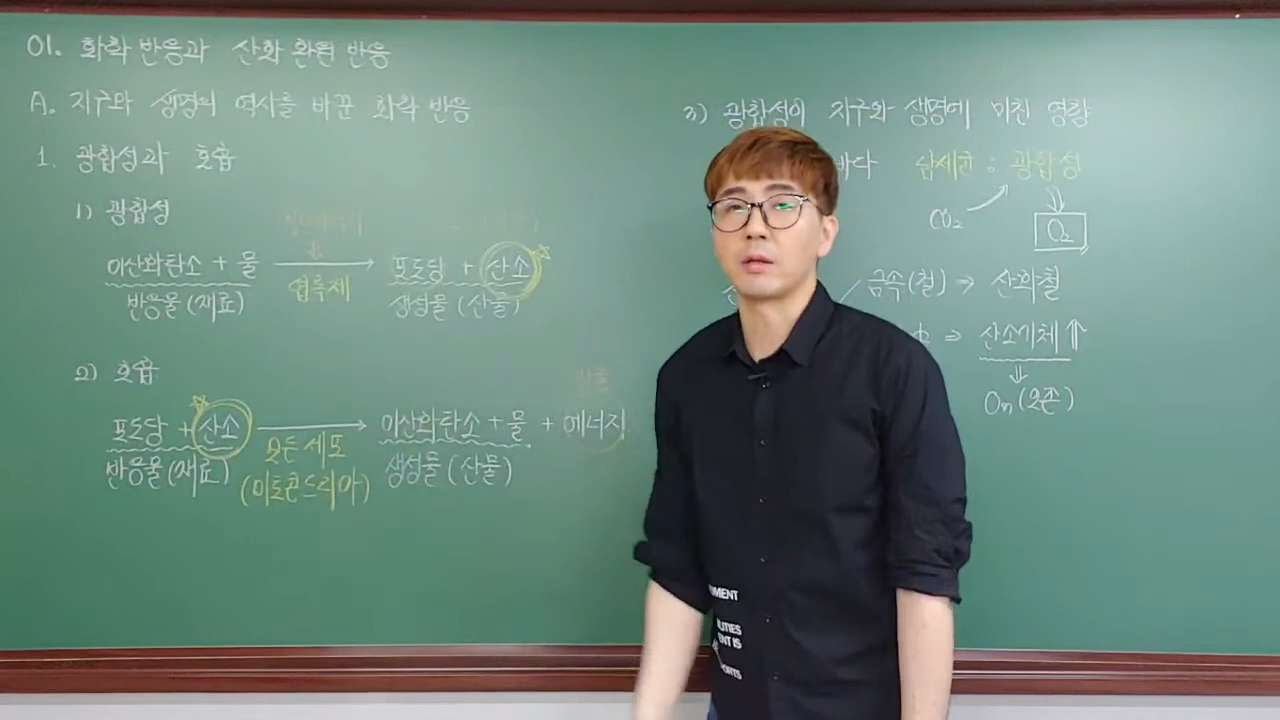 01. 화학 반응과 산화 환원 반응
A. 지구와 생명의 역사를 바꾼 화학 반응
1. 광합성과 호흡
1) 광합성
이산화탄소 + 물 → 포도당 + 산소
엽록체
반응물(재료) 생성물(산물)
2) 호흡
포도당 + 산소 → 이산화탄소 + 물 + 에너지
모든 세포
반응물(재료) 생성물(산물)
(미토콘드리아)
3) 광합성이 지구와 생명에 미친 영향
바다 남세균 : 광합성
CO₂
O₂
금속(철) ⇒ 산화철
⇒ 산소기체 ⇑
On(오존)
MENT
LITIES
ENT IS
PORTS